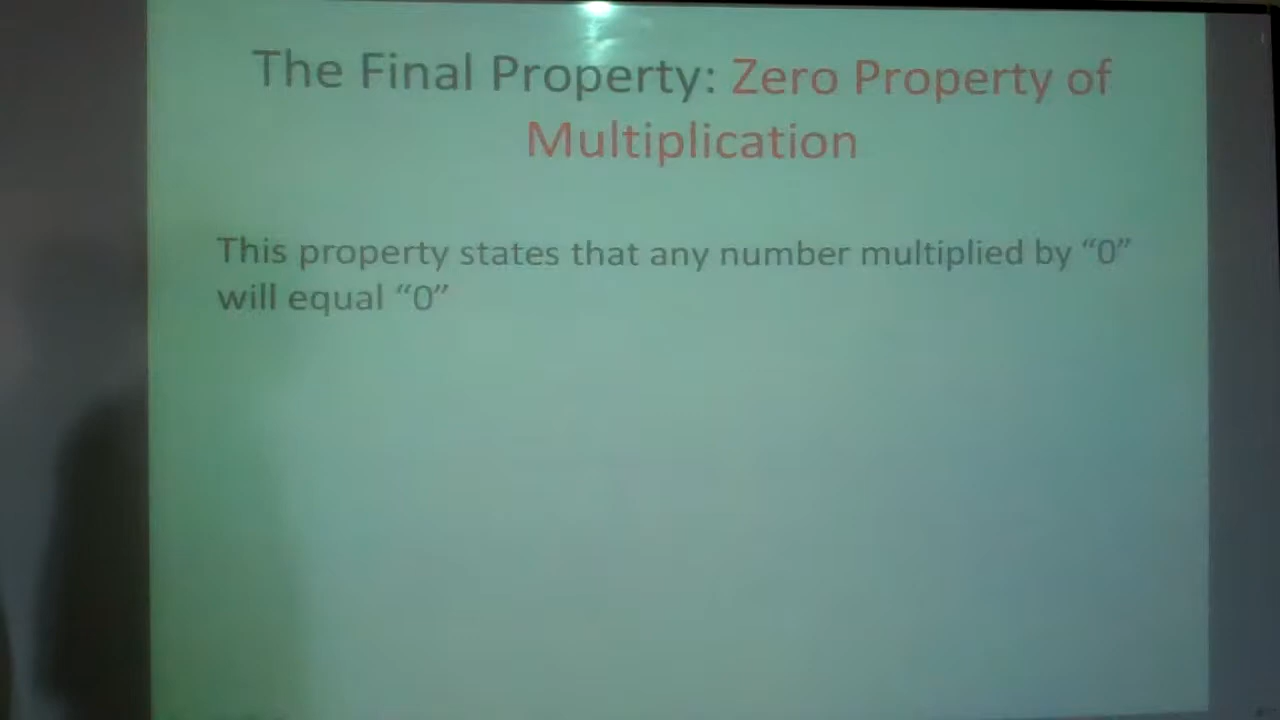 The Final Property: Zero Property of
Multiplication
This property states that any number multiplied by “0”
will equal “0”